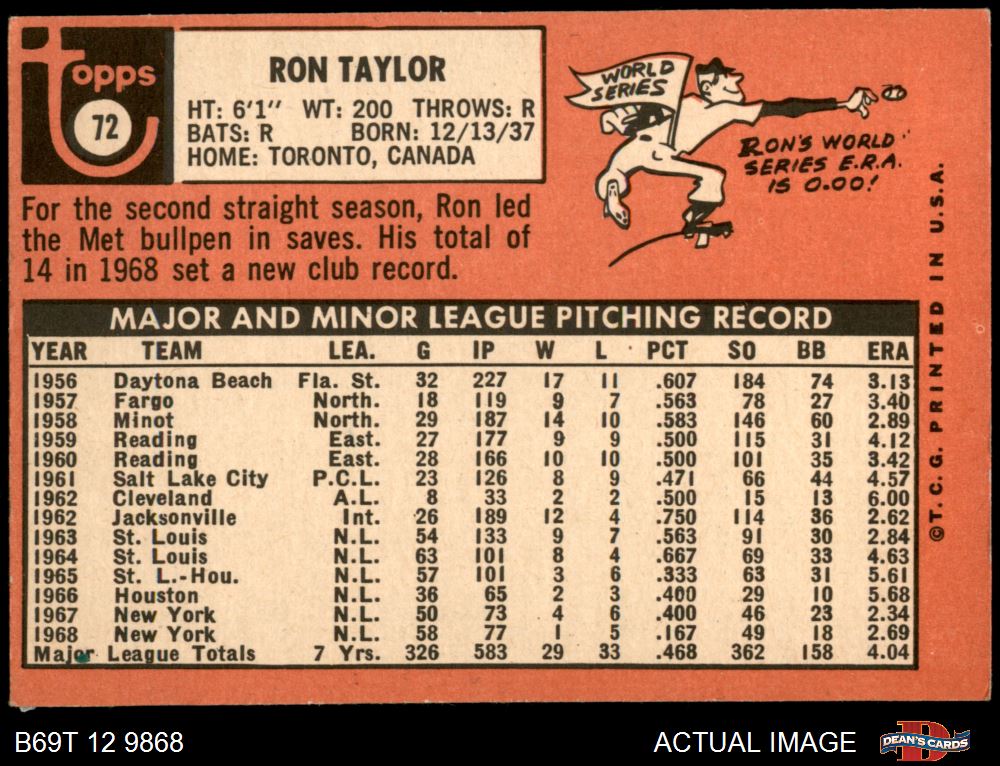 Topps
72
RON TAYLOR
HT: 6'1" WT: 200 THROWS: R
BATS: R BORN: 12/13/37
HOME: TORONTO, CANADA
WORLD
SERIES
RON'S WORLD
SERIES E.R.A.
IS 0.00!
For the second straight season, Ron led
the Met bullpen in saves. His total of
14 in 1968 set a new club record.
MAJOR AND MINOR LEAGUE PITCHING RECORD
YEAR TEAM LEA. G IP W L PCT SO BB ERA
1956 Daytona Beach Fla. St. 32 227 17 11 .607 184 74 3.13
1957 Fargo North. 18 119 9 7 .563 78 27 3.40
1958 Minot North. 29 187 14 10 .583 146 60 2.89
1959 Reading East. 27 177 9 9 .500 115 31 4.12
1960 Reading East. 28 166 10 10 .500 101 35 3.42
1961 Salt Lake City P.C.L. 23 126 8 9 .471 66 44 4.57
1962 Cleveland A.L. 8 33 2 2 .500 15 13 6.00
1962 Jacksonville Int. 26 189 12 4 .750 114 36 2.62
1963 St. Louis N.L. 54 133 9 7 .563 91 30 2.84
1964 St. Louis N.L. 63 101 8 4 .667 69 33 4.63
1965 St. L.-Hou. N.L. 57 101 3 6 .333 63 31 5.61
1966 Houston N.L. 36 65 2 3 .400 29 10 5.68
1967 New York N.L. 50 73 4 6 .400 46 23 2.34
1968 New York N.L. 58 77 1 5 .167 49 18 2.69
Major League Totals 7 Yrs. 326 583 29 33 .468 362 158 4.04
©T.C.G. PRINTED IN U.S.A.
B69T 12 9868
ACTUAL IMAGE
DEAN'S CARDS